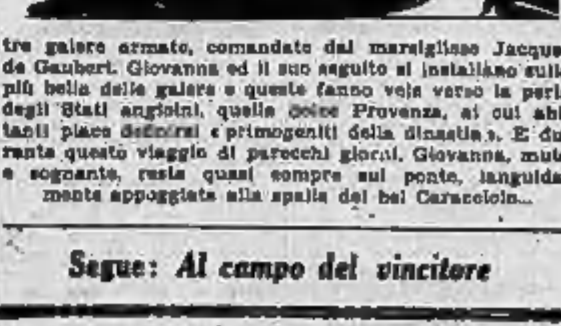 tre galere armate, comandate dal marsigliese Jacque
de Gaubert. Giovanna ed il suo seguito si installano sull
più bella delle galere e queste fanno vela verso la perl
degli Stati angioini, quella dolce Provenza, ai cui abi
tanti piace definirsi « primogeniti della dinastia ». E du
rante questo viaggio di parecchi giorni, Giovanna, mut
e sognante, resta quasi sempre sul ponte, languida
mente appoggiata alla spalla del bel Caracciolo...
Segue: Al campo del vincitore